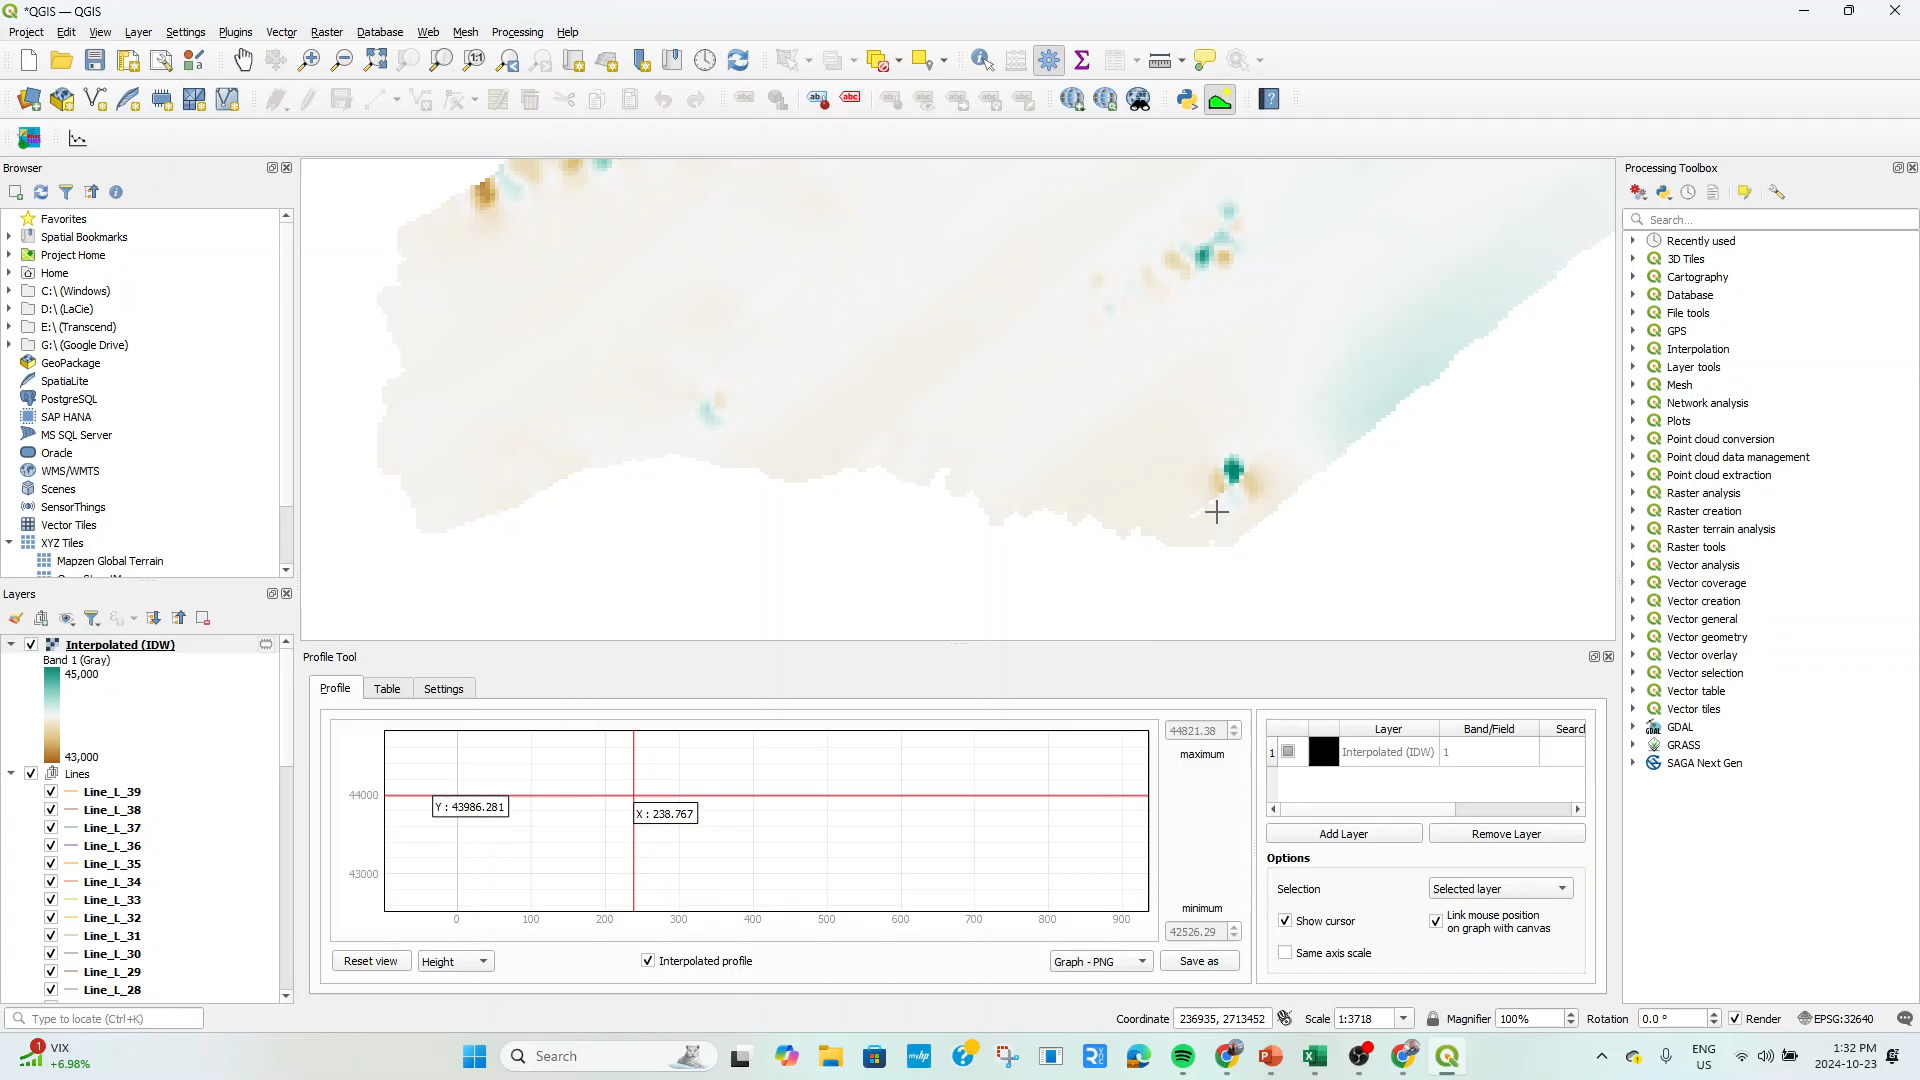 *QGIS — QGIS
Project Edit View Layer Settings Plugins Vector Raster Database Web Mesh Processing Help
Browser
Favorites
Spatial Bookmarks
Project Home
Home
C:\ (Windows)
D:\ (LaCie)
E:\ (Transcend)
G:\ (Google Drive)
GeoPackage
SpatiaLite
PostgreSQL
SAP HANA
MS SQL Server
Oracle
WMS/WMTS
Scenes
SensorThings
Vector Tiles
XYZ Tiles
Mapzen Global Terrain
Layers
Interpolated (IDW)
Band 1 (Gray)
45,000
43,000
Lines
Line_L_39
Line_L_38
Line_L_37
Line_L_36
Line_L_35
Line_L_34
Line_L_33
Line_L_32
Line_L_31
Line_L_30
Line_L_29
Line_L_28
Type to locate (Ctrl+K)
Profile Tool
Profile Table Settings
44000
43000
Y : 43986.281
X : 238.767
0 100 200 300 400 500 600 700 800 900
44821.38
maximum
minimum
42526.29
Reset view Height Interpolated profile Graph - PNG Save as
Layer Band/Field Search
1 Interpolated (IDW) 1
Add Layer Remove Layer
Options
Selection Selected layer
Show cursor
Link mouse position
on graph with canvas
Same axis scale
Processing Toolbox
Search...
Recently used
3D Tiles
Cartography
Database
File tools
GPS
Interpolation
Layer tools
Mesh
Network analysis
Plots
Point cloud conversion
Point cloud data management
Point cloud extraction
Raster analysis
Raster creation
Raster terrain analysis
Raster tools
Vector analysis
Vector coverage
Vector creation
Vector general
Vector geometry
Vector overlay
Vector selection
Vector table
Vector tiles
GDAL
GRASS
SAGA Next Gen
Coordinate 236935, 2713452 Scale 1:3718 Magnifier 100% Rotation 0.0 ° Render EPSG:32640
1
VIX
+6.98%
Search
ENG
US
1:32 PM
2024-10-23